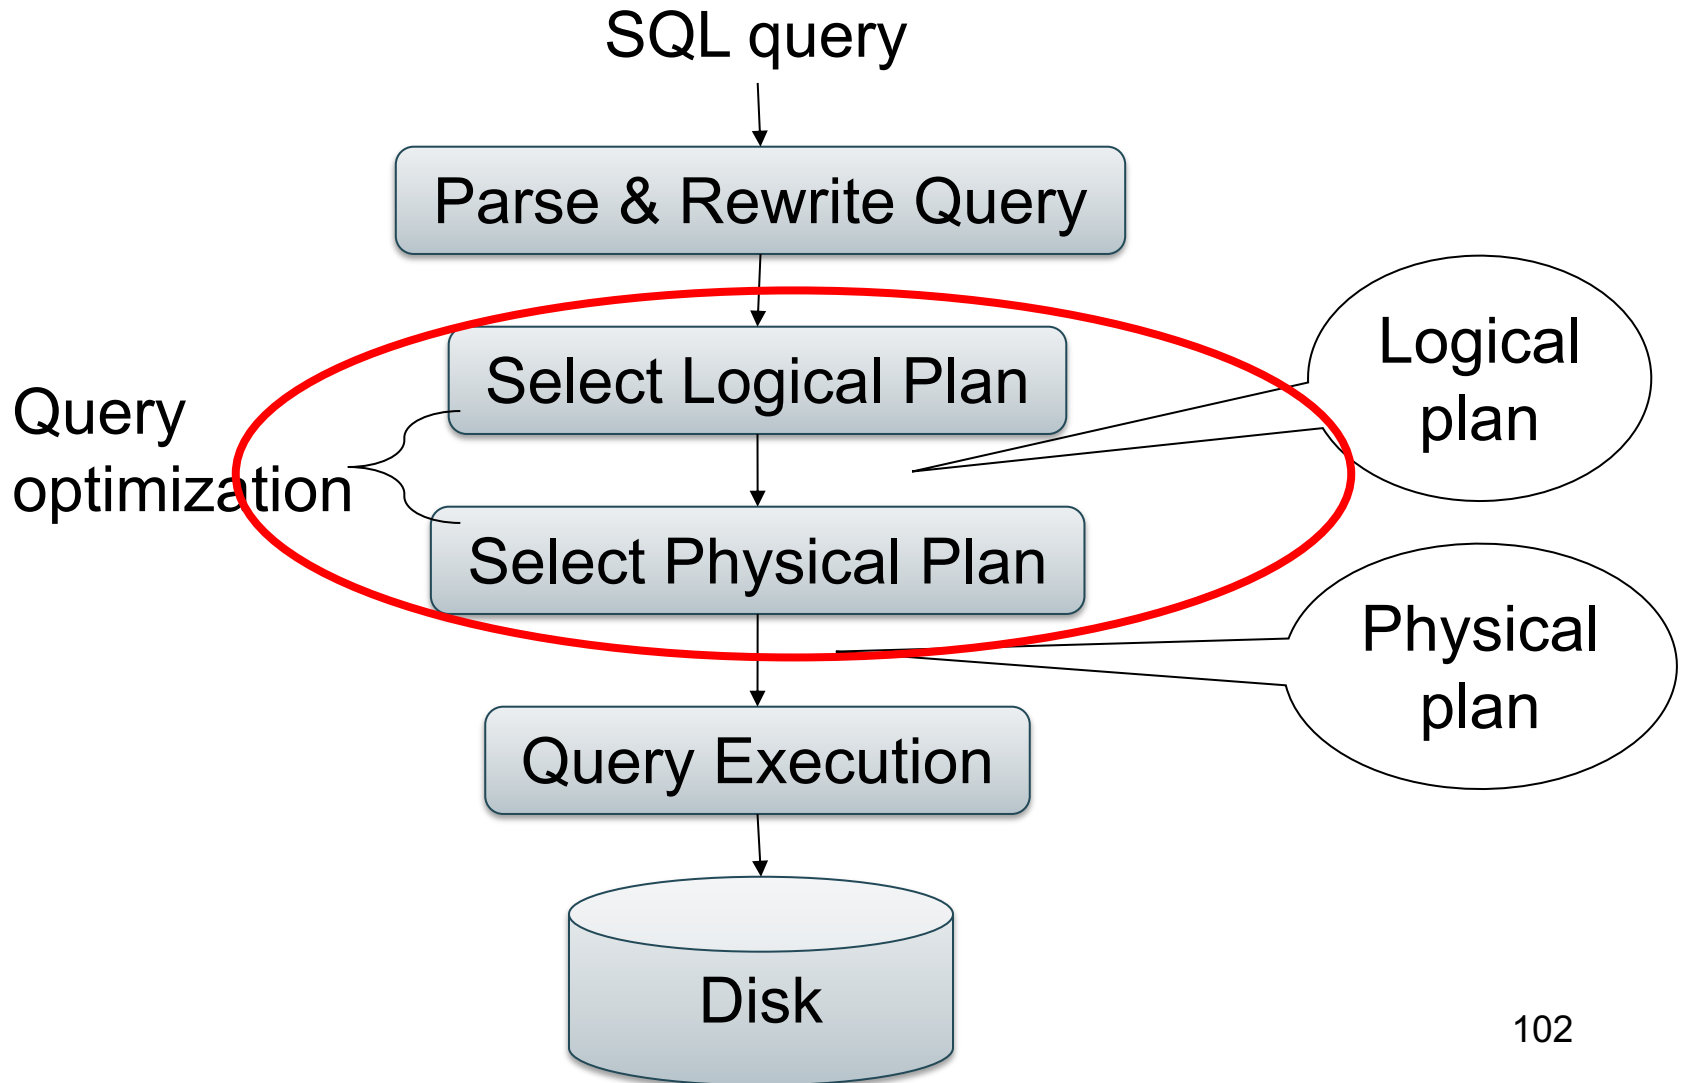 SQL query
Parse & Rewrite Query
Select Logical Plan
Logical
plan
Query
optimization
Select Physical Plan
Physical
plan
Query Execution
Disk
102